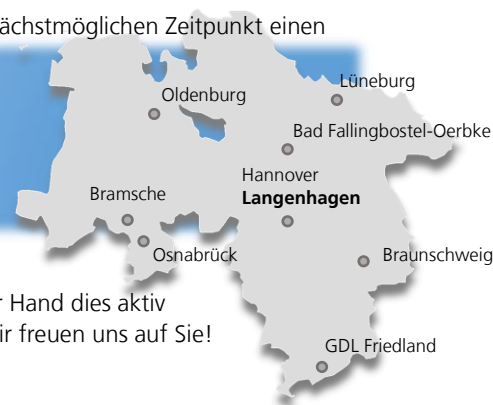 ächstmöglichen Zeitpunkt einen
Lüneburg
Oldenburg
Bad Fallingbostel-Oerbke
Hannover
Langenhagen
Bramsche
Osnabrück
Braunschweig
Hand dies aktiv
ir freuen uns auf Sie!
GDL Friedland